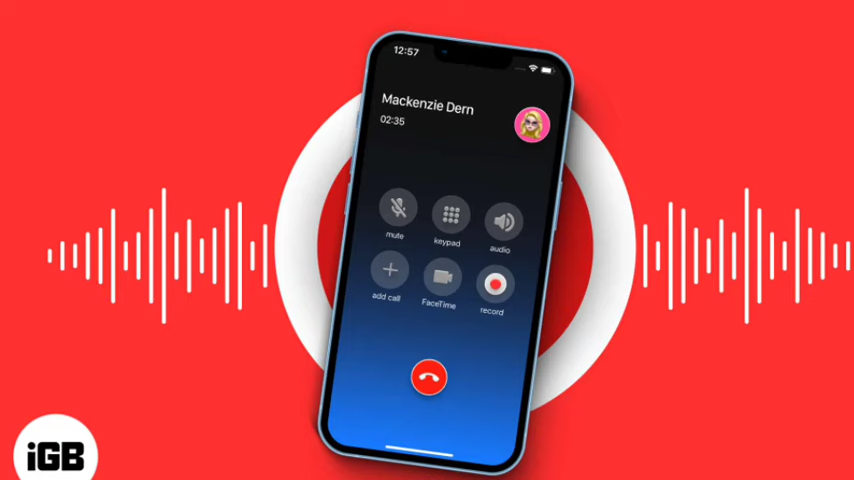 12:57
Mackenzie Dern
02:35
mute
keypad
audio
add call
FaceTime
record
iGB